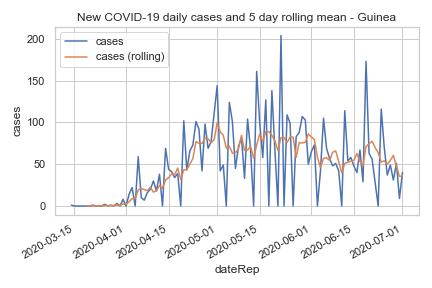 New COVID-19 daily cases and 5 day rolling mean - Guinea
cases
cases (rolling)
200
150
100
50
0
cases
2020-03-15
2020-04-01
2020-04-15
2020-05-01
2020-05-15
2020-06-01
2020-06-15
2020-07-01
dateRep